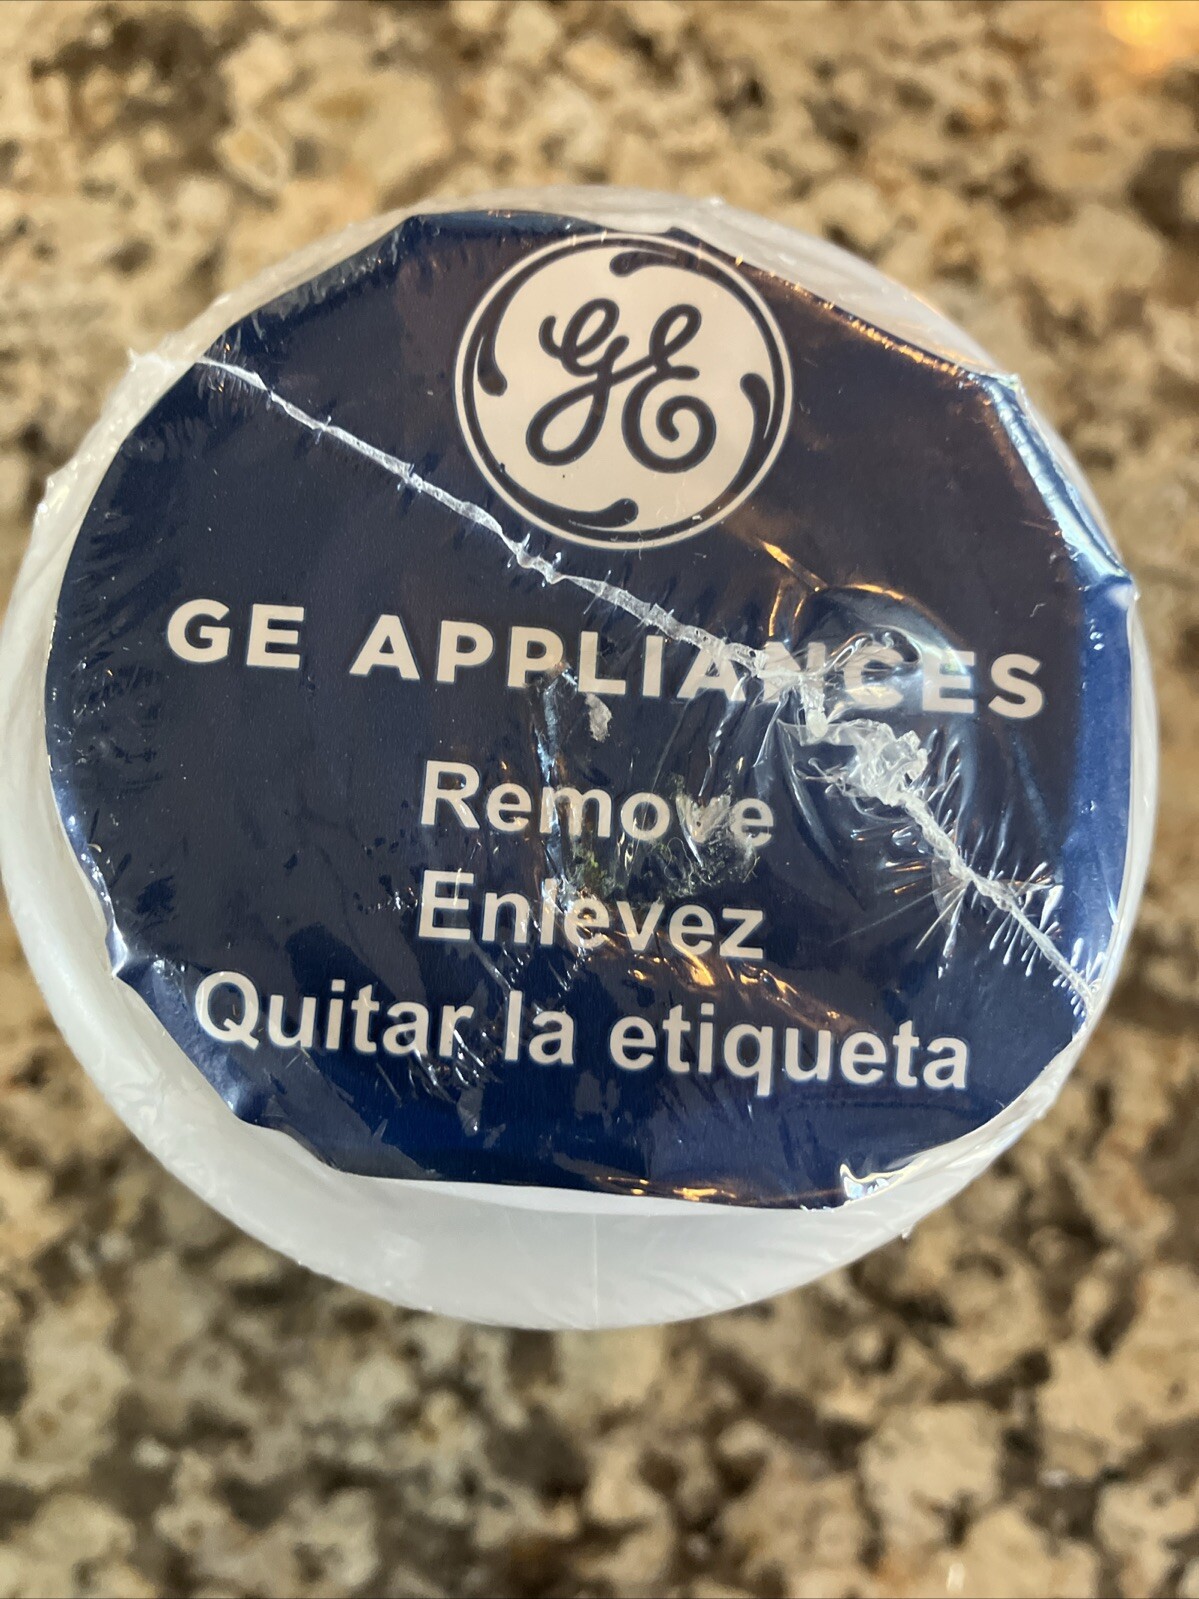 GE
GE APPLIANCES
Remove
Enlevez
Quitar la etiqueta